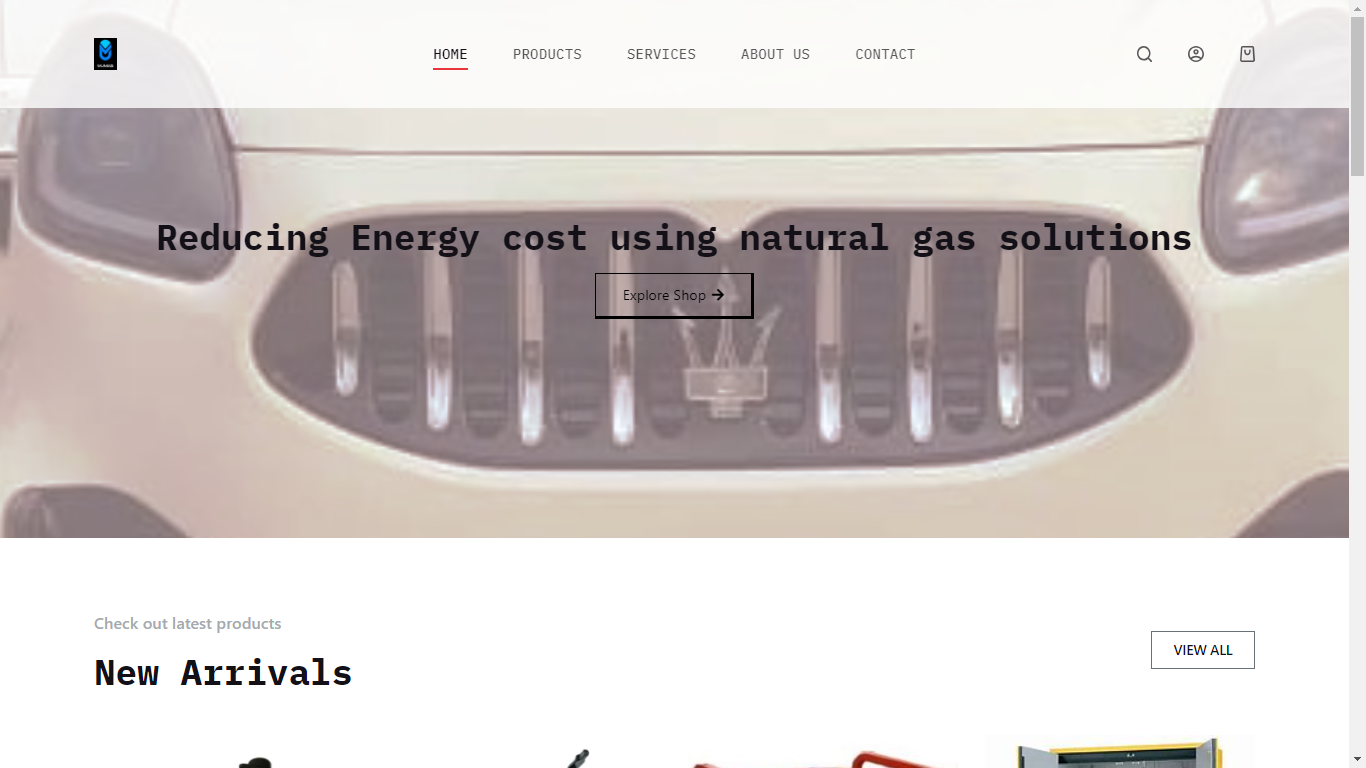 HOME PRODUCTS SERVICES ABOUT US CONTACT
Reducing Energy cost using natural gas solutions
Explore Shop
Check out latest products
New Arrivals
VIEW ALL